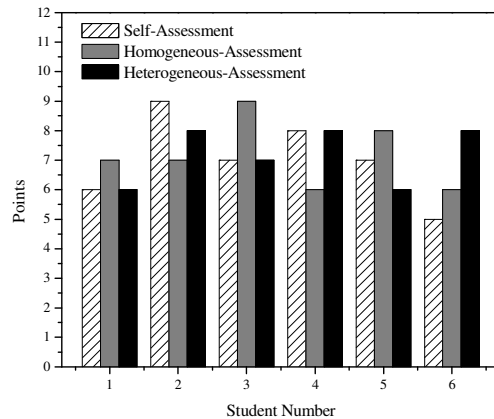 12
11
10
9
8
7
6
5
4
3
2
1
0
Points
Self-Assessment
Homogeneous-Assessment
Heterogeneous-Assessment
1 2 3 4 5 6
Student Number